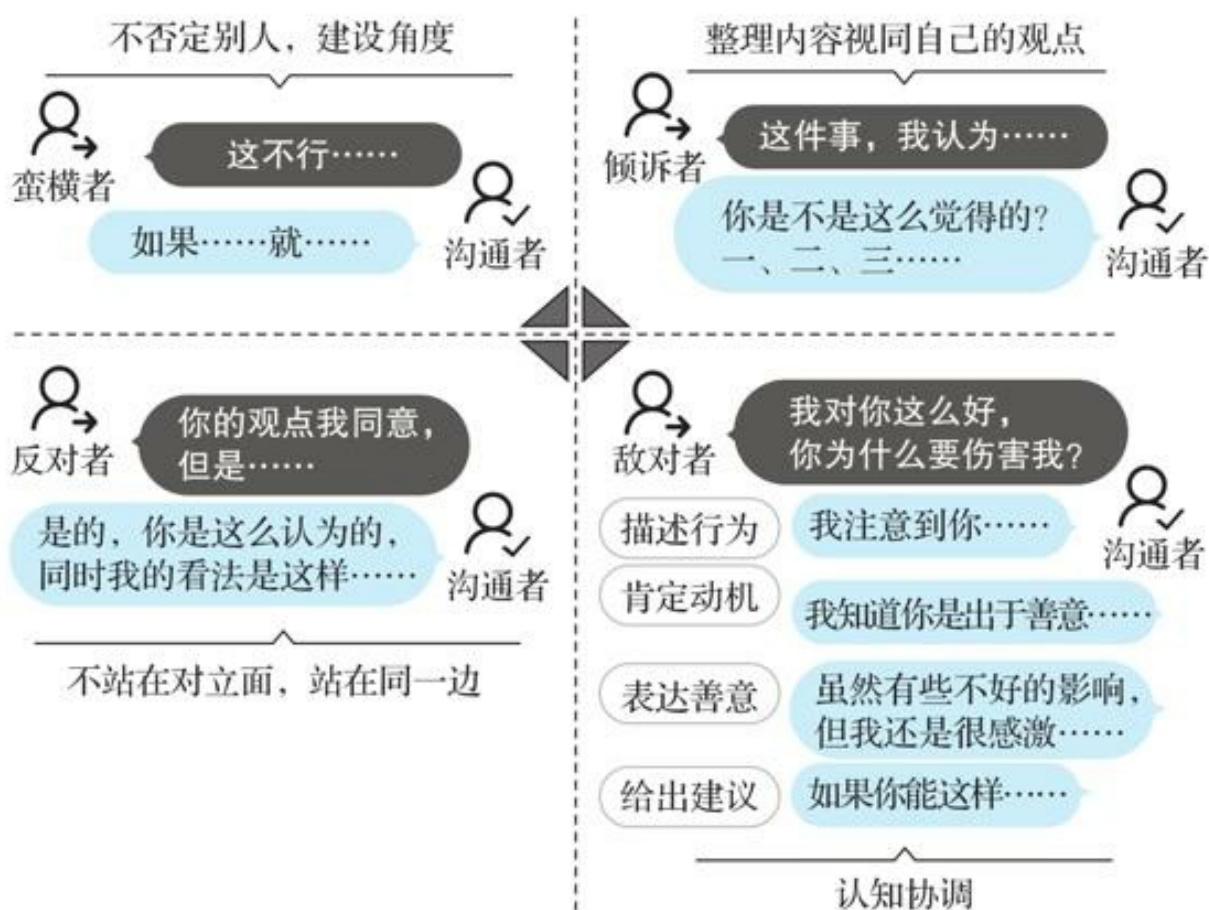 不否定别人，建设角度
蛮横者
这不行……
如果……就……
沟通者
整理内容视同自己的观点
倾诉者
这件事，我认为……
你是不是这么觉得的？
一、二、三……
沟通者
反对者
你的观点我同意，
但是……
是的，你是这么认为的，
同时我的看法是这样……
沟通者
不站在对立面，站在同一边
敌对者
我对你这么好，
你为什么要伤害我？
沟通者
描述行为
我注意到你……
肯定动机
我知道你是出于善意……
表达善意
虽然有些不好的影响，
但我还是很感激……
给出建议
如果你能这样……
认知协调